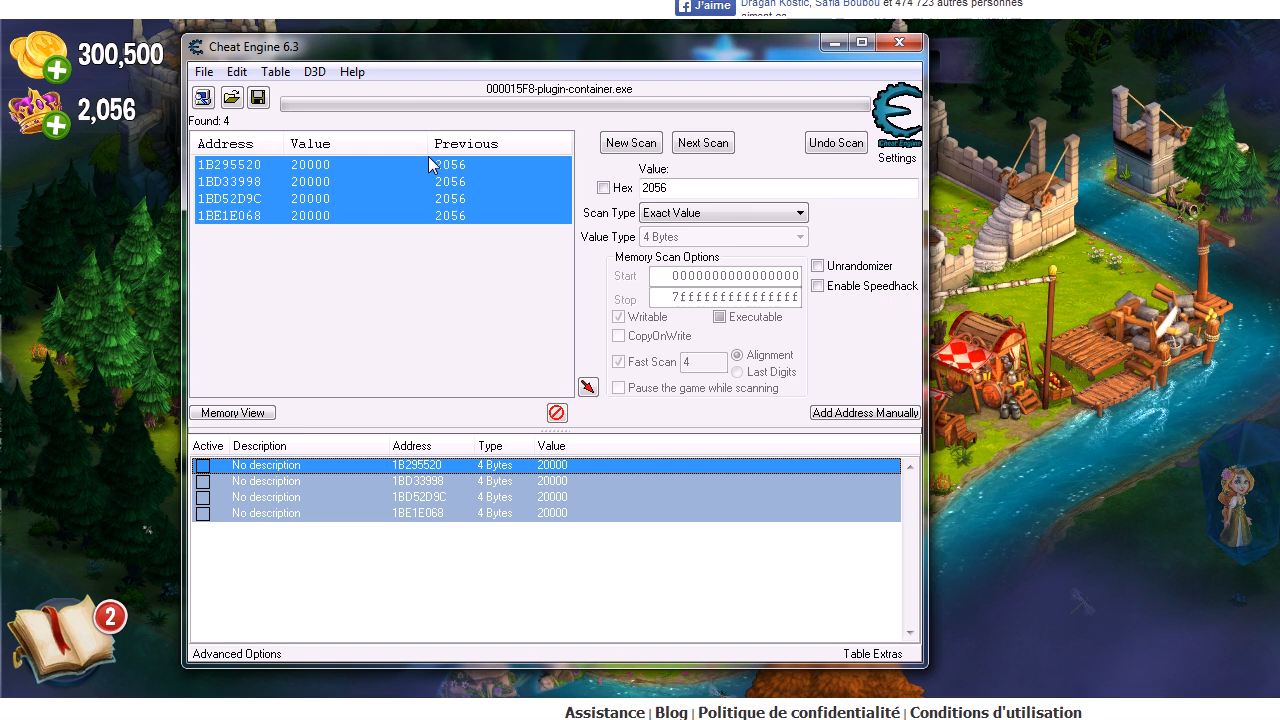 J'aime
Dragan Kostic, Safia Boubou et 474 723 autres personnes
300,500
2,056
Cheat Engine 6.3
File Edit Table D3D Help
000015F8-plugin-container.exe
Found: 4
Address Value Previous
1B295520 20000 2056
1BD33998 20000 2056
1BD52D9C 20000 2056
1BE1E068 20000 2056
New Scan Next Scan Undo Scan
Cheat Engine
Settings
Value:
Hex 2056
Scan Type Exact Value
Value Type 4 Bytes
Memory Scan Options
Start 0000000000000000
Stop 7fffffffffffffff
Writable Executable
CopyOnWrite
Fast Scan 4 Alignment
Last Digits
Pause the game while scanning
Unrandomizer
Enable Speedhack
Memory View Add Address Manually
Active Description Address Type Value
No description 1B295520 4 Bytes 20000
No description 1BD33998 4 Bytes 20000
No description 1BD52D9C 4 Bytes 20000
No description 1BE1E068 4 Bytes 20000
2
Advanced Options Table Extras
Assistance | Blog | Politique de confidentialité | Conditions d'utilisation